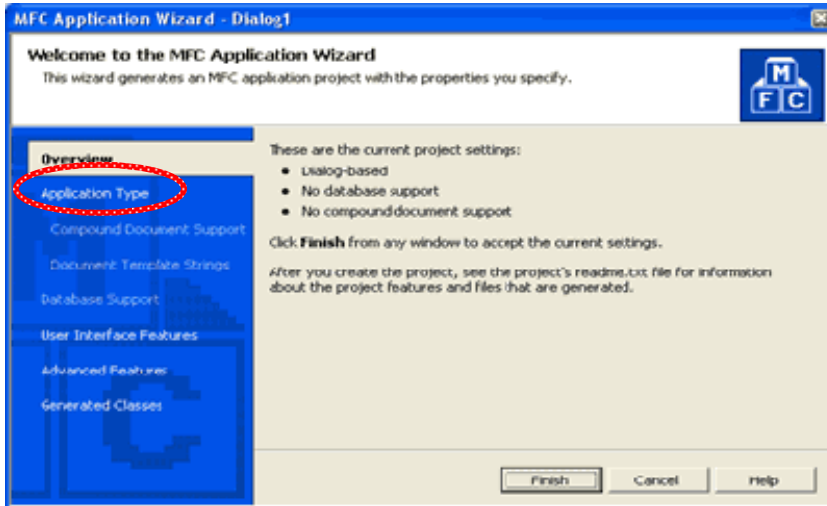 MFC Application Wizard - Dialog1
Welcome to the MFC Application Wizard
This wizard generates an MFC application project with the properties you specify.
M
F C
Overview
Application Type
Compound Document Support
Document Template Strings
Database Support
User Interface Features
Advanced Features
Generated Classes
These are the current project settings:
• Dialog-based
• No database support
• No compound document support
Click Finish from any window to accept the current settings.
After you create the project, see the project's readme.txt file for information
about the project features and files that are generated.
Finish Cancel Help